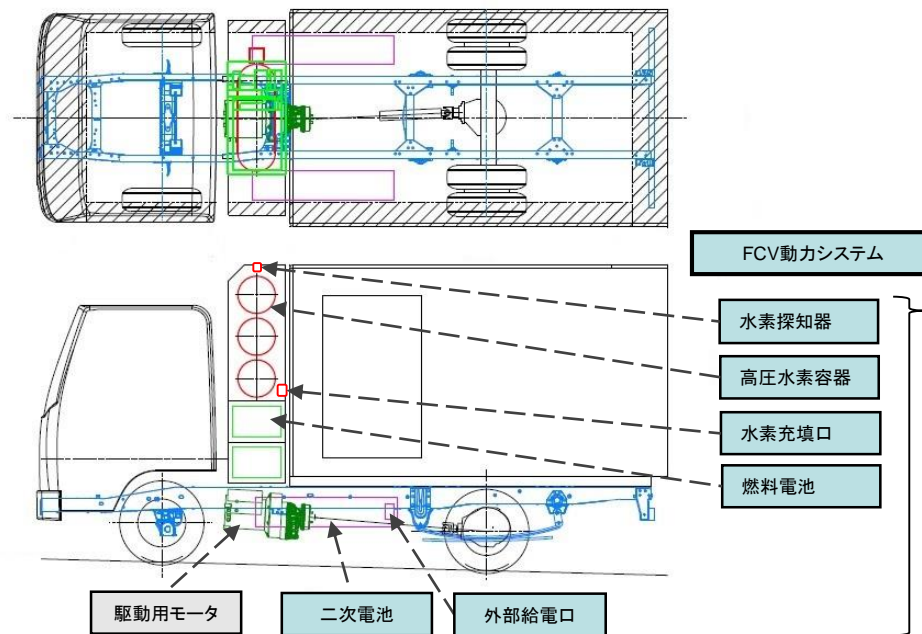 FCV動力システム
水素探知器
高圧水素容器
水素充填口
燃料電池
駆動用モータ
二次電池
外部給電口